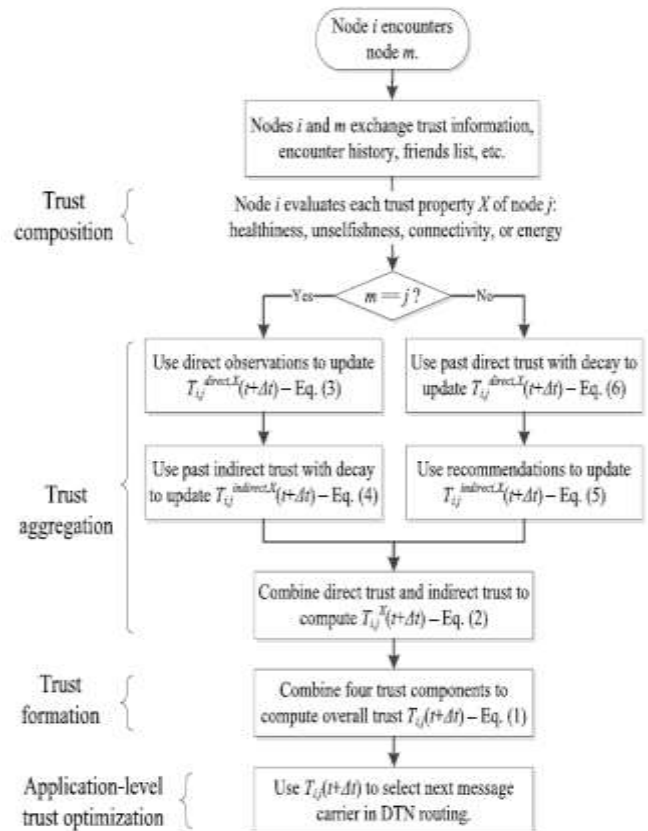 Node i encounters
node m.
Nodes i and m exchange trust information,
encounter history, friends list, etc.
Trust
composition
Node i evaluates each trust property X of node j:
healthiness, unselfishness, connectivity, or energy
m == j ?
Yes
No
Use direct observations to update
T_{i,j}^{direct,X}(t+Δt) – Eq. (3)
Use past direct trust with decay to
update T_{i,j}^{direct,X}(t+Δt) – Eq. (6)
Trust
aggregation
Use past indirect trust with decay
to update T_{i,j}^{indirect,X}(t+Δt) – Eq. (4)
Use recommendations to update
T_{i,j}^{indirect,X}(t+Δt) – Eq. (5)
Combine direct trust and indirect trust to
compute T_{i,j}^{X}(t+Δt) – Eq. (2)
Trust
formation
Combine four trust components to
compute overall trust T_{i,j}(t+Δt) – Eq. (1)
Application-level
trust optimization
Use T_{i,j}(t+Δt) to select next message
carrier in DTN routing.